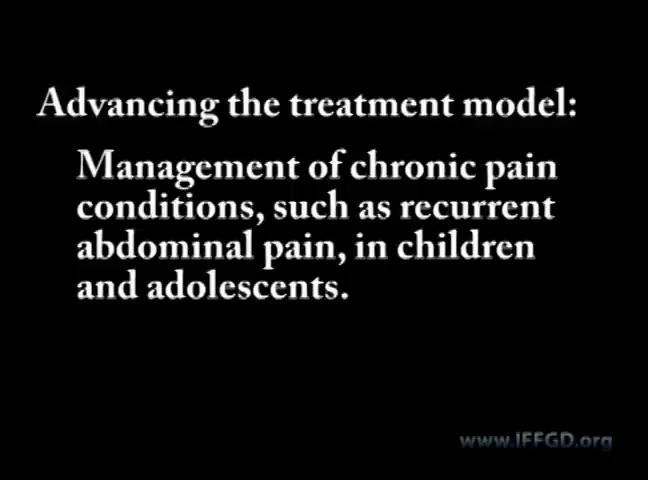 Advancing the treatment model:
Management of chronic pain
conditions, such as recurrent
abdominal pain, in children
and adolescents.
www.IFFGD.org